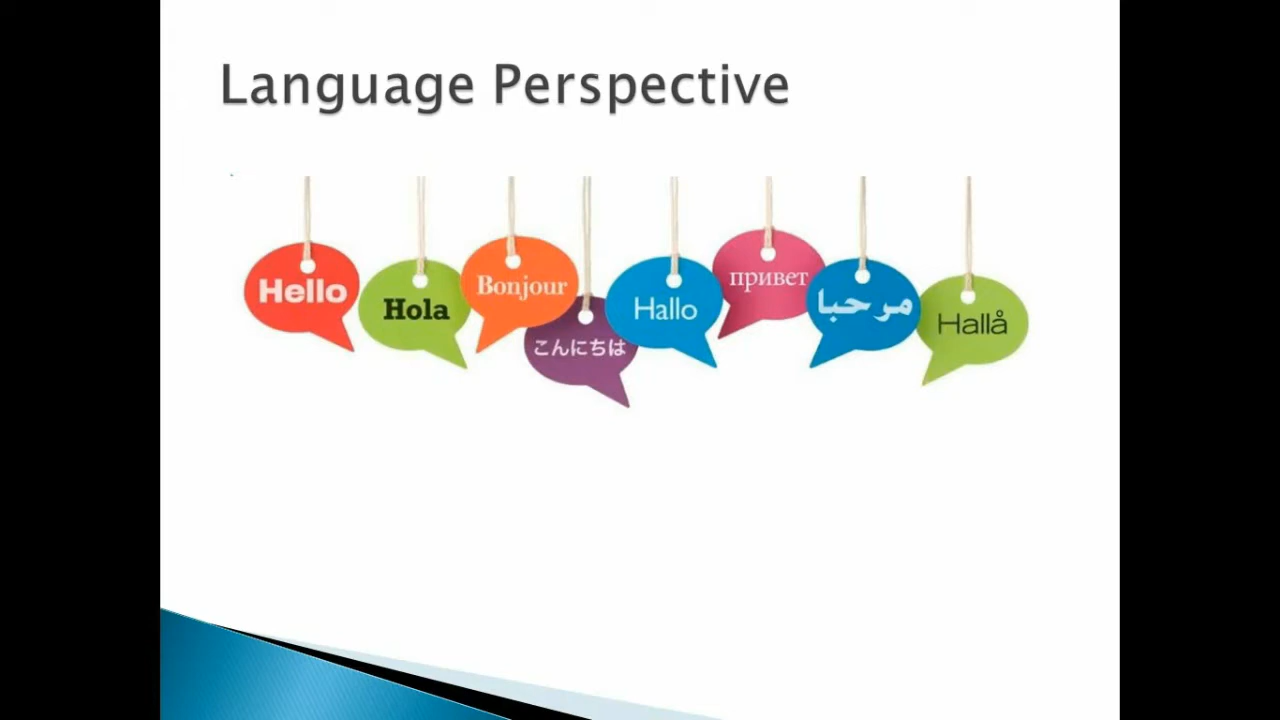 Language Perspective
Hello
Hola
Bonjour
こんにちは
Hallo
привет
مرحبا
Hallå